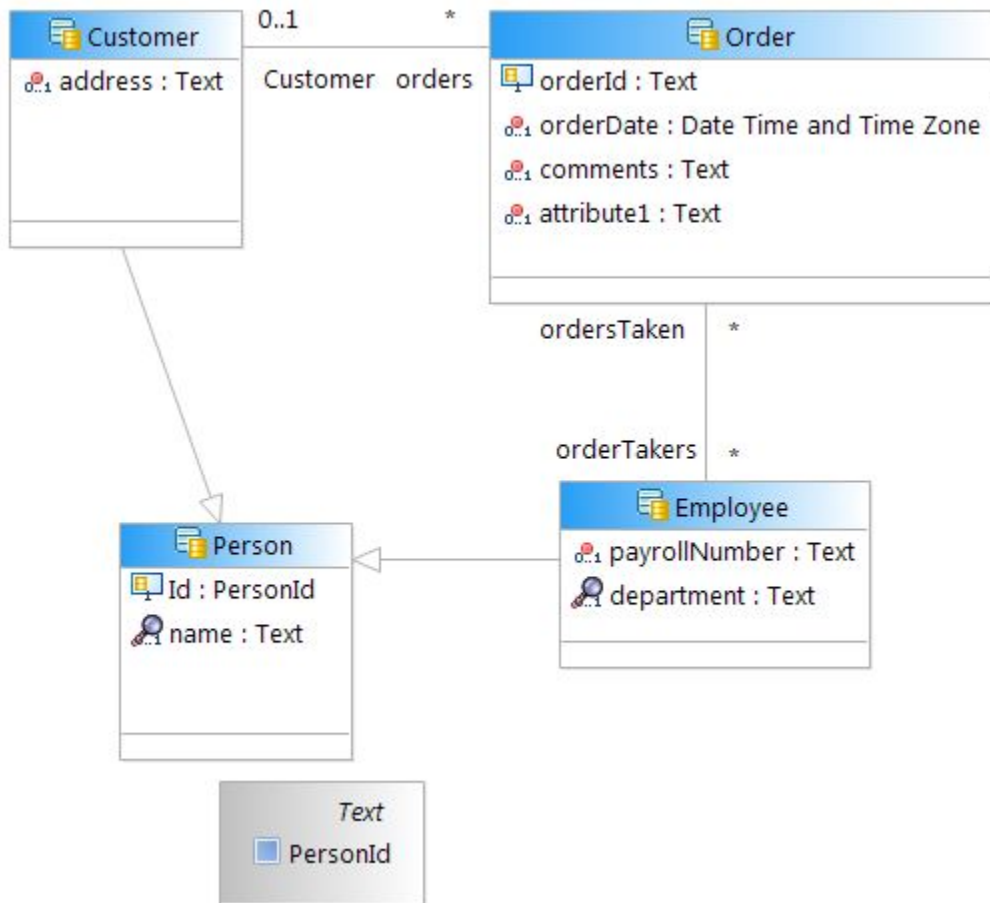 Customer
address : Text
0..1 *
Customer orders
Order
orderId : Text
orderDate : Date Time and Time Zone
comments : Text
attribute1 : Text
ordersTaken *
orderTakers *
Person
Id : PersonId
name : Text
Employee
payrollNumber : Text
department : Text
Text
PersonId